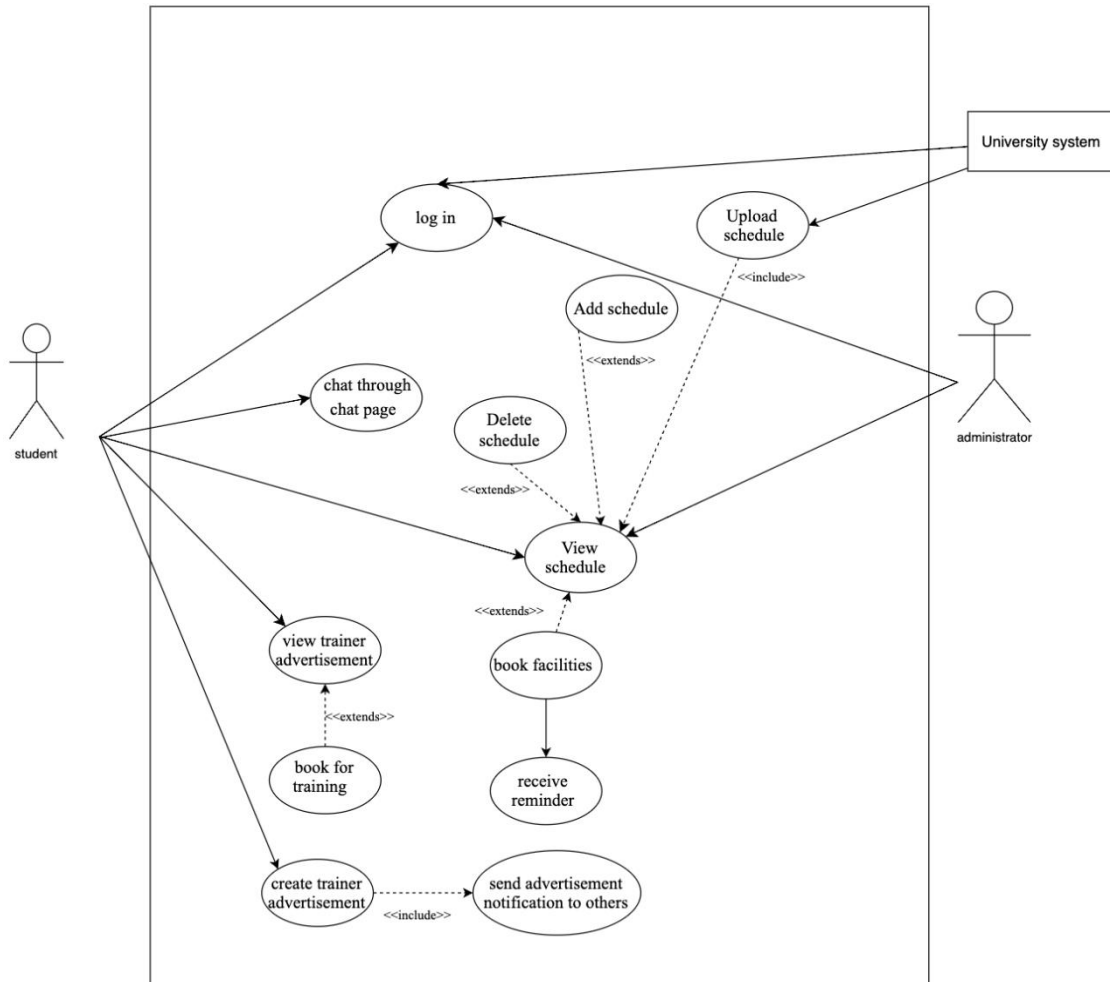 University system
log in
Upload
schedule
<<include>>
Add schedule
<<extends>>
chat through
chat page
Delete
schedule
student
administrator
<<extends>>
View
schedule
<<extends>>
view trainer
advertisement
book facilities
<<extends>>
book for
training
receive
reminder
create trainer
advertisement
send advertisement
notification to others
<<include>>